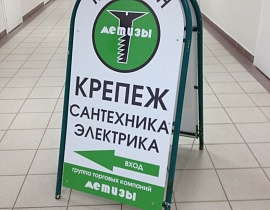 метизы
КРЕПЕЖ
САНТЕХНИКА
ЭЛЕКТРИКА
ВХОД
группа торговых компаний
метизы